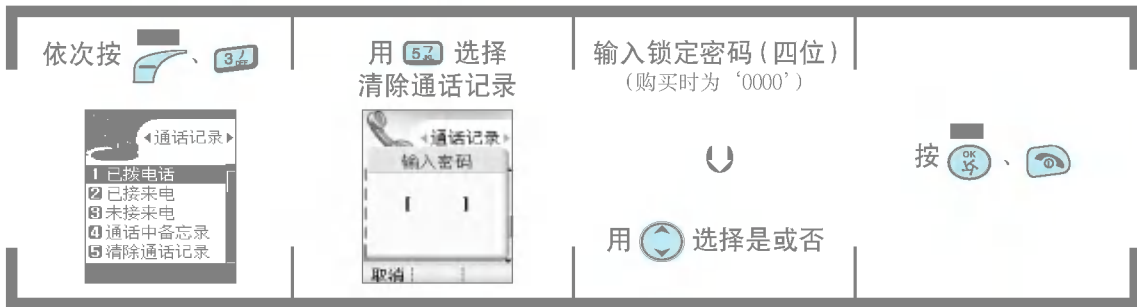 依次按 、 3
通话记录
1 已拨电话
2 已接来电
3 未接来电
4 通话中备忘录
5 清除通话记录
用 5 选择
清除通话记录
通话记录
输入密码
[ ]
取消
输入锁定密码(四位)
(购买时为‘0000’)
用 选择是或否
按 OK 、